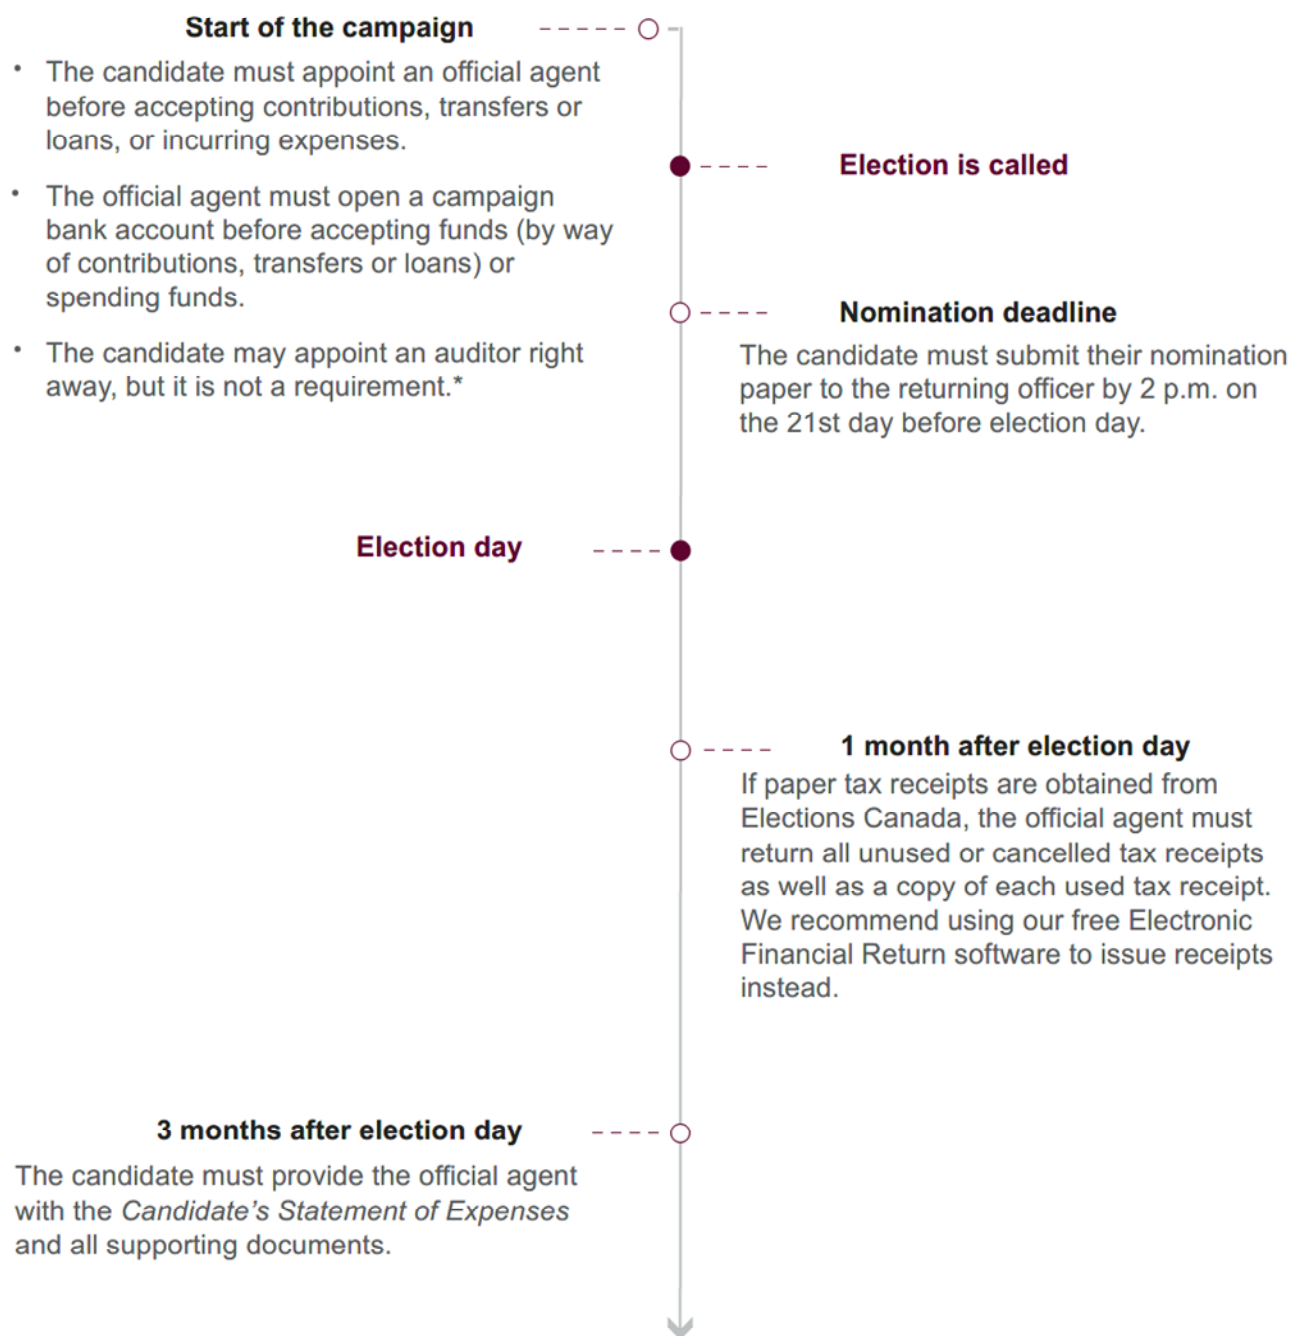 Start of the campaign
• The candidate must appoint an official agent
before accepting contributions, transfers or
loans, or incurring expenses.
Election is called
• The official agent must open a campaign
bank account before accepting funds (by way
of contributions, transfers or loans) or
spending funds.
Nomination deadline
• The candidate may appoint an auditor right
away, but it is not a requirement.*
The candidate must submit their nomination
paper to the returning officer by 2 p.m. on
the 21st day before election day.
Election day
1 month after election day
If paper tax receipts are obtained from
Elections Canada, the official agent must
return all unused or cancelled tax receipts
as well as a copy of each used tax receipt.
We recommend using our free Electronic
Financial Return software to issue receipts
instead.
3 months after election day
The candidate must provide the official agent
with the Candidate’s Statement of Expenses
and all supporting documents.